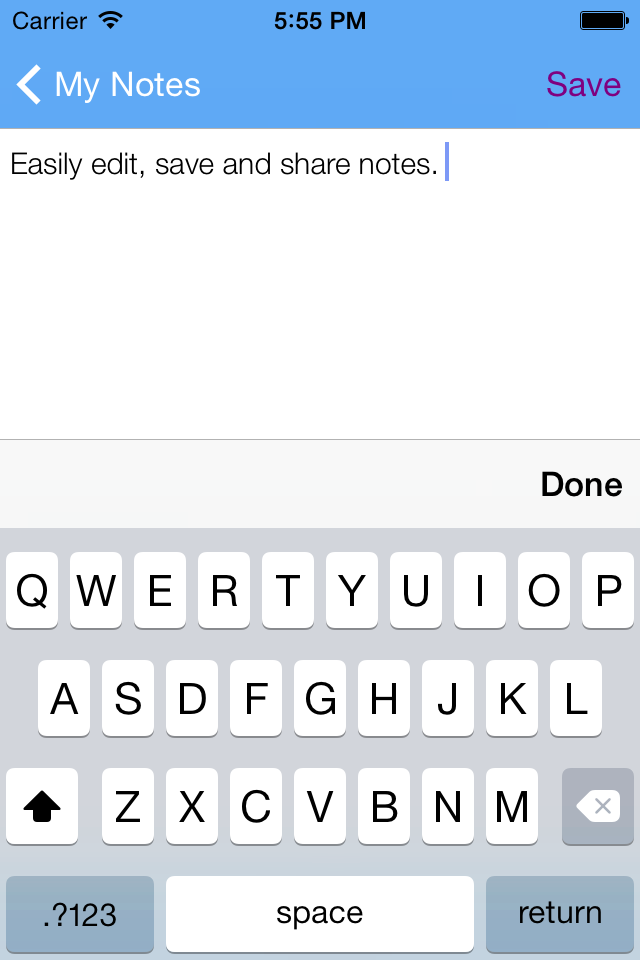 Carrier 5:55 PM
My Notes Save
Easily edit, save and share notes.
Done
Q W E R T Y U I O P
A S D F G H J K L
Z X C V B N M
.?123 space return